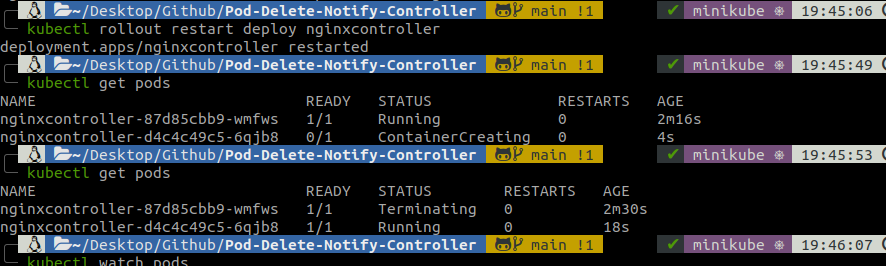 ~/Desktop/Github/Pod-Delete-Notify-Controller main !1 ✔ minikube ⎈ 19:45:06
kubectl rollout restart deploy nginxcontroller
deployment.apps/nginxcontroller restarted
~/Desktop/Github/Pod-Delete-Notify-Controller main !1 ✔ minikube ⎈ 19:45:49
kubectl get pods
NAME READY STATUS RESTARTS AGE
nginxcontroller-87d85cbb9-wmfws 1/1 Running 0 2m16s
nginxcontroller-d4c4c49c5-6qjb8 0/1 ContainerCreating 0 4s
~/Desktop/Github/Pod-Delete-Notify-Controller main !1 ✔ minikube ⎈ 19:45:53
kubectl get pods
NAME READY STATUS RESTARTS AGE
nginxcontroller-87d85cbb9-wmfws 1/1 Terminating 0 2m30s
nginxcontroller-d4c4c49c5-6qjb8 1/1 Running 0 18s
~/Desktop/Github/Pod-Delete-Notify-Controller main !1 ✔ minikube ⎈ 19:46:07
kubectl watch pods